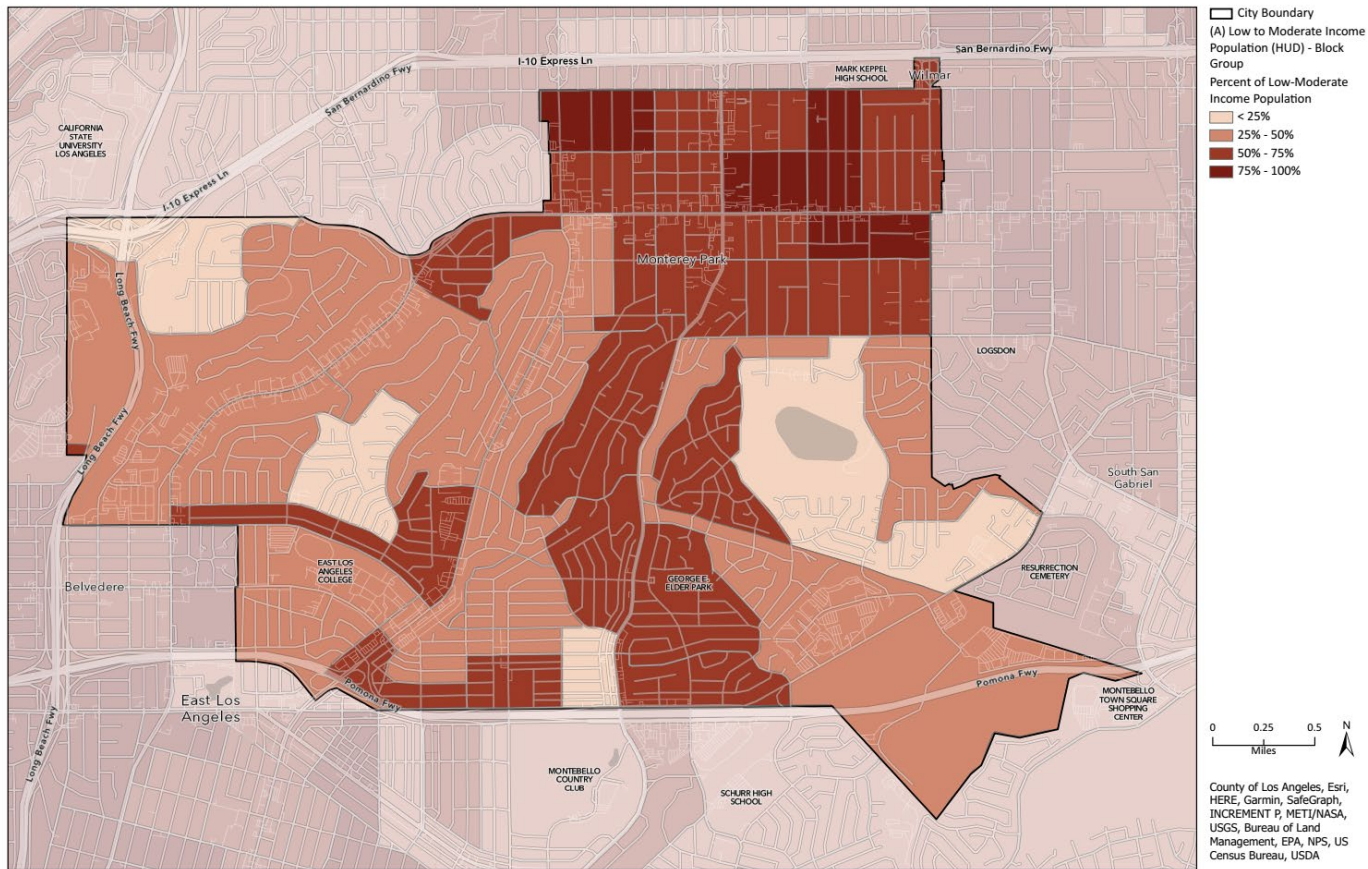 San Bernardino Fwy
I-10 Express Ln
MARK KEPPEL
HIGH SCHOOL
Wilmar
San Bernardino Fwy
CALIFORNIA
STATE
UNIVERSITY
LOS ANGELES
I-10 Express Ln
Monterey Park
Long Beach Fwy
LOGSDON
Long Beach Fwy
South San
Gabriel
EAST LOS
ANGELES
COLLEGE
Belvedere
GEORGE E.
ELDER PARK
RESURRECTION
CEMETERY
Pomona Fwy
Pomona Fwy
East Los
Angeles
MONTEBELLO
TOWN SQUARE
SHOPPING
CENTER
Long Beach Fwy
MONTEBELLO
COUNTRY
CLUB
SCHURR HIGH
SCHOOL
City Boundary
(A) Low to Moderate Income
Population (HUD) - Block
Group
Percent of Low-Moderate
Income Population
< 25%
25% - 50%
50% - 75%
75% - 100%
0 0.25 0.5
Miles
N
County of Los Angeles, Esri,
HERE, Garmin, SafeGraph,
INCREMENT P, METI/NASA,
USGS, Bureau of Land
Management, EPA, NPS, US
Census Bureau, USDA